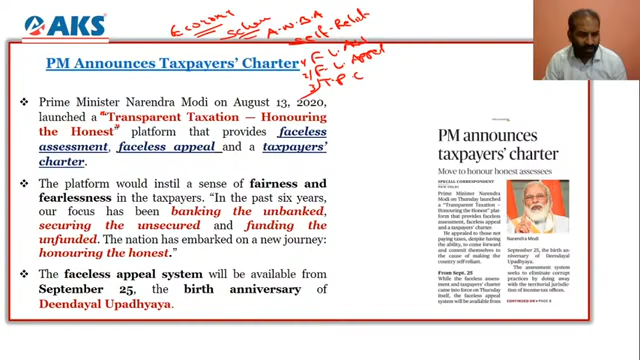 AKS
IAS ACADEMY
Economy
Scheme
A.N.B.A
Self-Reliat
1) F.L. Ass
2) F.L. Appel
3) T.P.C
PM Announces Taxpayers' Charter
❖ Prime Minister Narendra Modi on August 13, 2020,
launched a "Transparent Taxation — Honouring
the Honest" platform that provides faceless
assessment, faceless appeal and a taxpayers'
charter.
❖ The platform would instil a sense of fairness and
fearlessness in the taxpayers. "In the past six years,
our focus has been banking the unbanked,
securing the unsecured and funding the
unfunded. The nation has embarked on a new journey:
honouring the honest."
❖ The faceless appeal system will be available from
September 25, the birth anniversary of
Deendayal Upadhyaya.
PM announces
taxpayers' charter
Move to honour honest assessees
SPECIAL CORRESPONDENT
NEW DELHI
Prime Minister Narendra
Modi on Thursday launched
a "Transparent Taxation -
Honouring the Honest" plat-
form that provides faceless
assessment, faceless appeal
and a taxpayers' charter.
He appealed to those not
paying taxes, despite having
the ability, to come forward
and commit themselves to
the cause of making the
country self reliant.
From Sept. 25
While the faceless assess-
ment and taxpayers' charter
came into force on Thursday
itself, the faceless appeal
system will be available from
Narendra Modi
September 25, the birth an-
niversary of Deendayal
Upadhyaya.
The assessment system
seeks to eliminate corrupt
practices by doing away
with the territorial jurisdic-
tion of income-tax offices.
CONTINUED ON PAGE 8